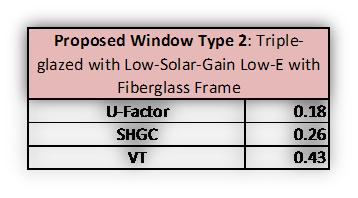 Proposed Window Type 2: Triple-
glazed with Low-Solar-Gain Low-E with
Fiberglass Frame
U-Factor 0.18
SHGC 0.26
VT 0.43